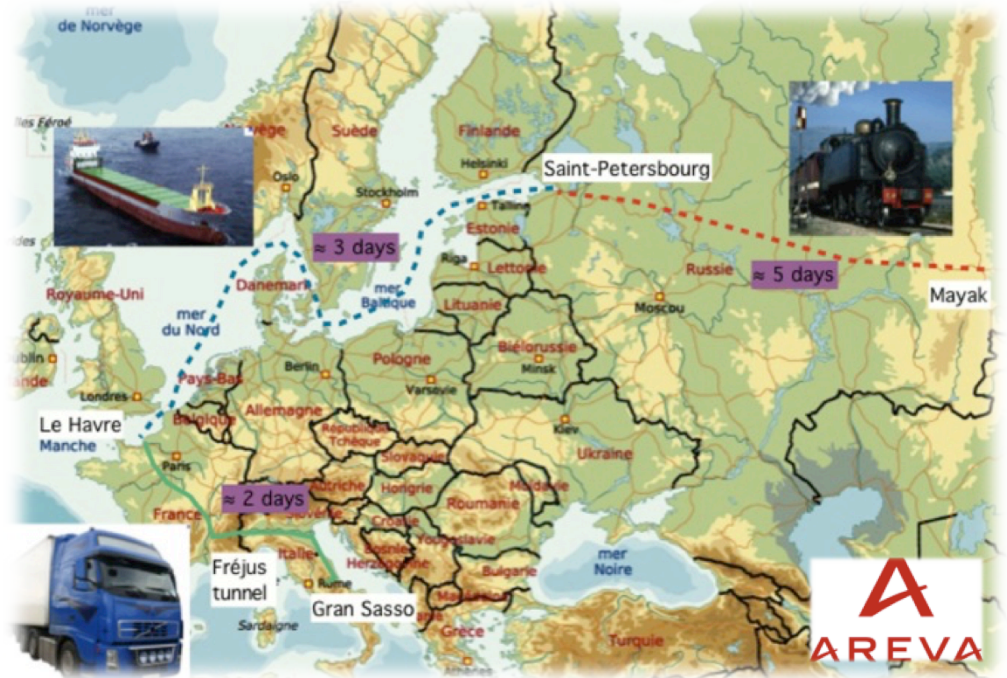 mer
de Norvège
Norvège
Suède
Finlande
Helsinki
Oslo
Stockholm
Saint-Petersbourg
Talline
Estonie
≈ 3 days
Riga
Lettonie
Russie
≈ 5 days
Mayak
Royaume-Uni
Danemark
mer
Baltique
Lituanie
Moscou
mer
du Nord
Biélorussie
Minsk
Berlin
Pologne
Varsovie
Londres
Pays-Bas
Allemagne
Le Havre
Manche
Belgique
République
Tchèque
Kiev
Ukraine
Paris
Slovaquie
≈ 2 days
Autriche
Hongrie
Moldavie
Roumanie
France
Croatie
Yougoslavie
Italie
Bosnie
Herzégovine
mer
Noire
Bulgarie
Fréjus
tunnel
Rome
Gran Sasso
Sardaigne
Grèce
Turquie
Athènes
AREVA